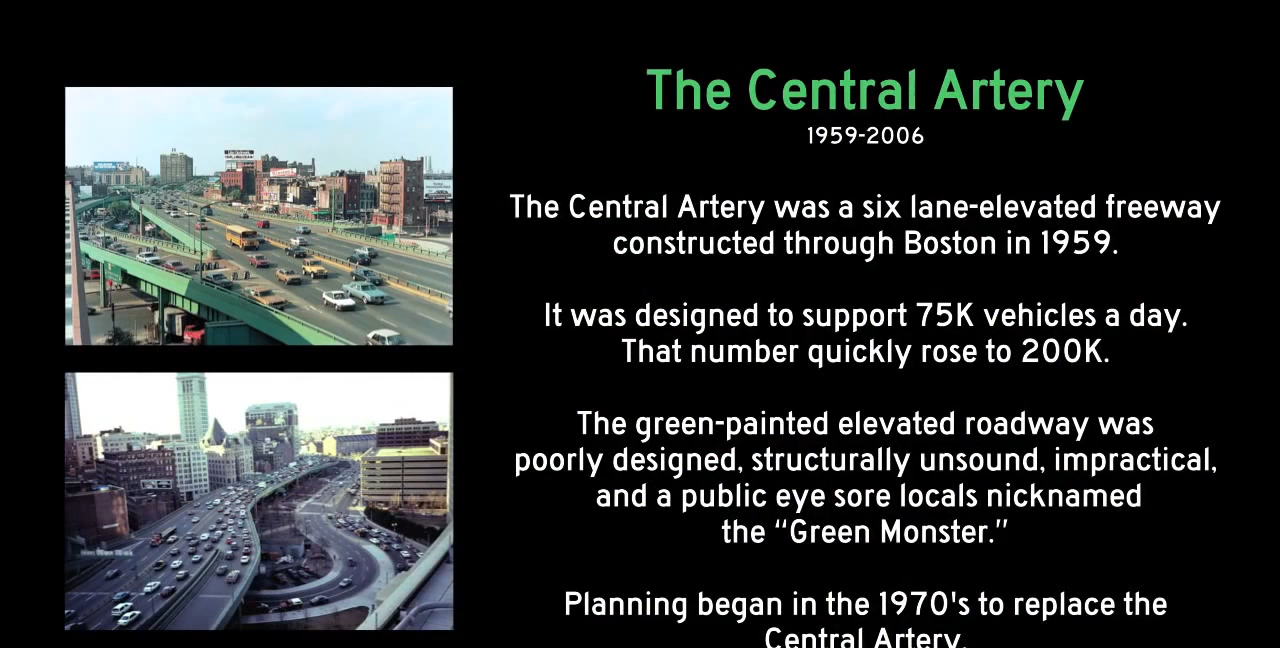 The Central Artery
1959-2006
The Central Artery was a six lane-elevated freeway
constructed through Boston in 1959.
It was designed to support 75K vehicles a day.
That number quickly rose to 200K.
The green-painted elevated roadway was
poorly designed, structurally unsound, impractical,
and a public eye sore locals nicknamed
the “Green Monster.”
Planning began in the 1970's to replace the
Central Artery.